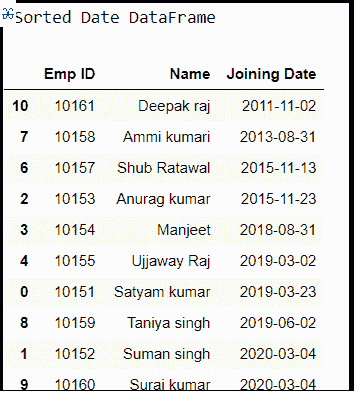 Sorted Date DataFrame
Emp ID Name Joining Date
10 10161 Deepak raj 2011-11-02
7 10158 Ammi kumari 2013-08-31
6 10157 Shub Ratawal 2015-11-13
2 10153 Anurag kumar 2015-11-23
3 10154 Manjeet 2018-08-31
4 10155 Ujjaway Raj 2019-03-02
0 10151 Satyam kumar 2019-03-23
8 10159 Taniya singh 2019-06-02
1 10152 Suman singh 2020-03-04
9 10160 Suraj kumar 2020-03-04